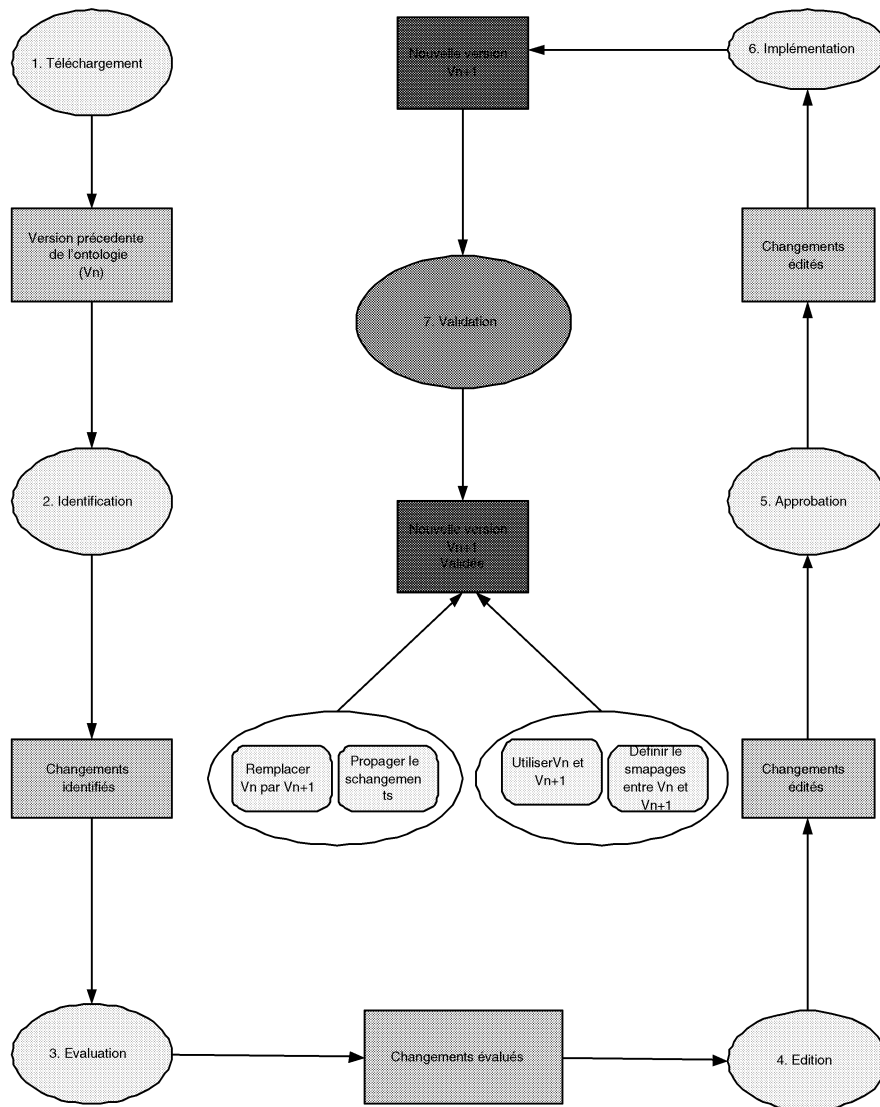 1. Téléchargement
Version précedente
de l'ontologie
(Vn)
2. Identification
Changements
identifiés
3. Evaluation
Changements évalués
4. Edition
Changements
édités
5. Approbation
Changements
édités
6. Implémentation
Nouvelle version
Vn+1
7. Validation
Nouvelle version
Vn+1
Validée
Remplacer
Vn par Vn+1
Propager le
schangemen
ts
UtiliserVn et
Vn+1
Définir le
smapages
entre Vn et
Vn+1